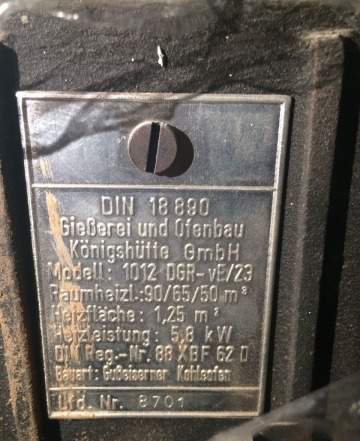 DIN 18 890
Gießerei und Ofenbau
Königshütte GmbH
Modell: 1012 DGR-vE/23
Raumheizl.:90/65/50 m³
Heizfläche: 1,25 m²
Heizleistung: 5,8 kW
DIN Reg.-Nr. 88 XBF 62 D
Bauart: Gußeiserner Kohleofen
Lfd. Nr. 8701